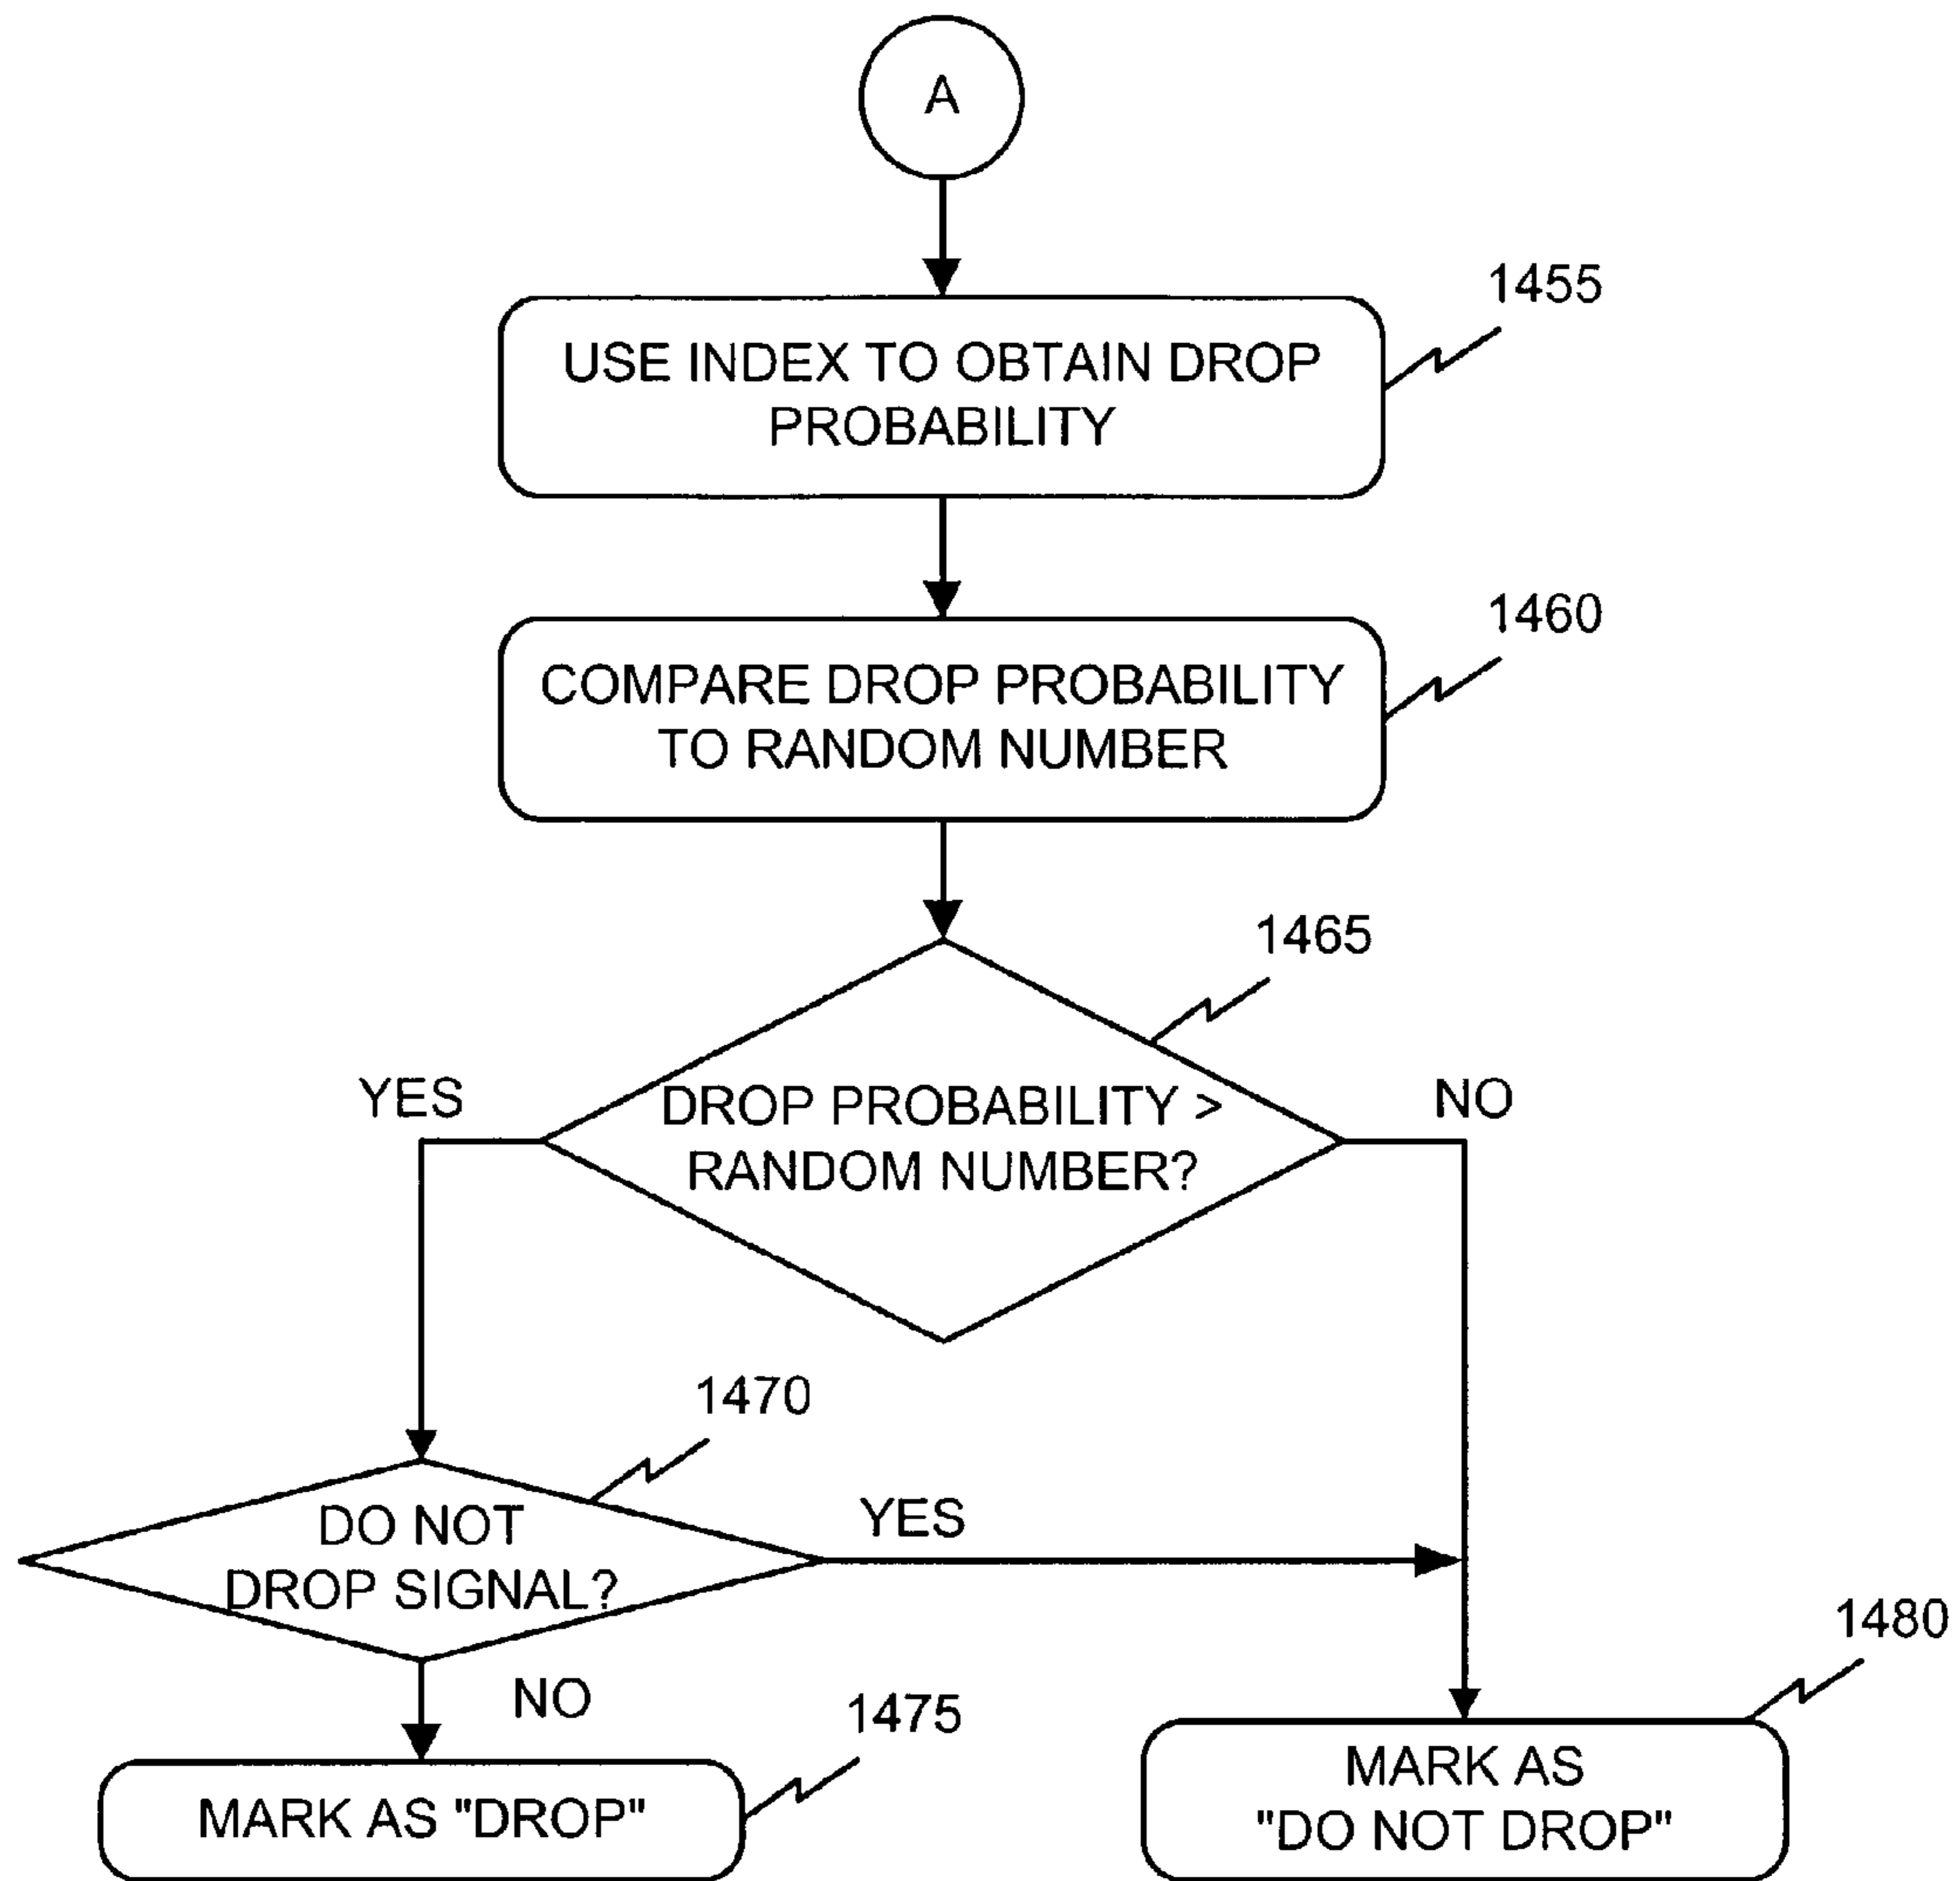 A
1455
USE INDEX TO OBTAIN DROP
PROBABILITY
1460
COMPARE DROP PROBABILITY
TO RANDOM NUMBER
1465
YES
DROP PROBABILITY >
RANDOM NUMBER?
NO
1470
DO NOT
DROP SIGNAL?
YES
NO
1475
MARK AS "DROP"
1480
MARK AS
"DO NOT DROP"